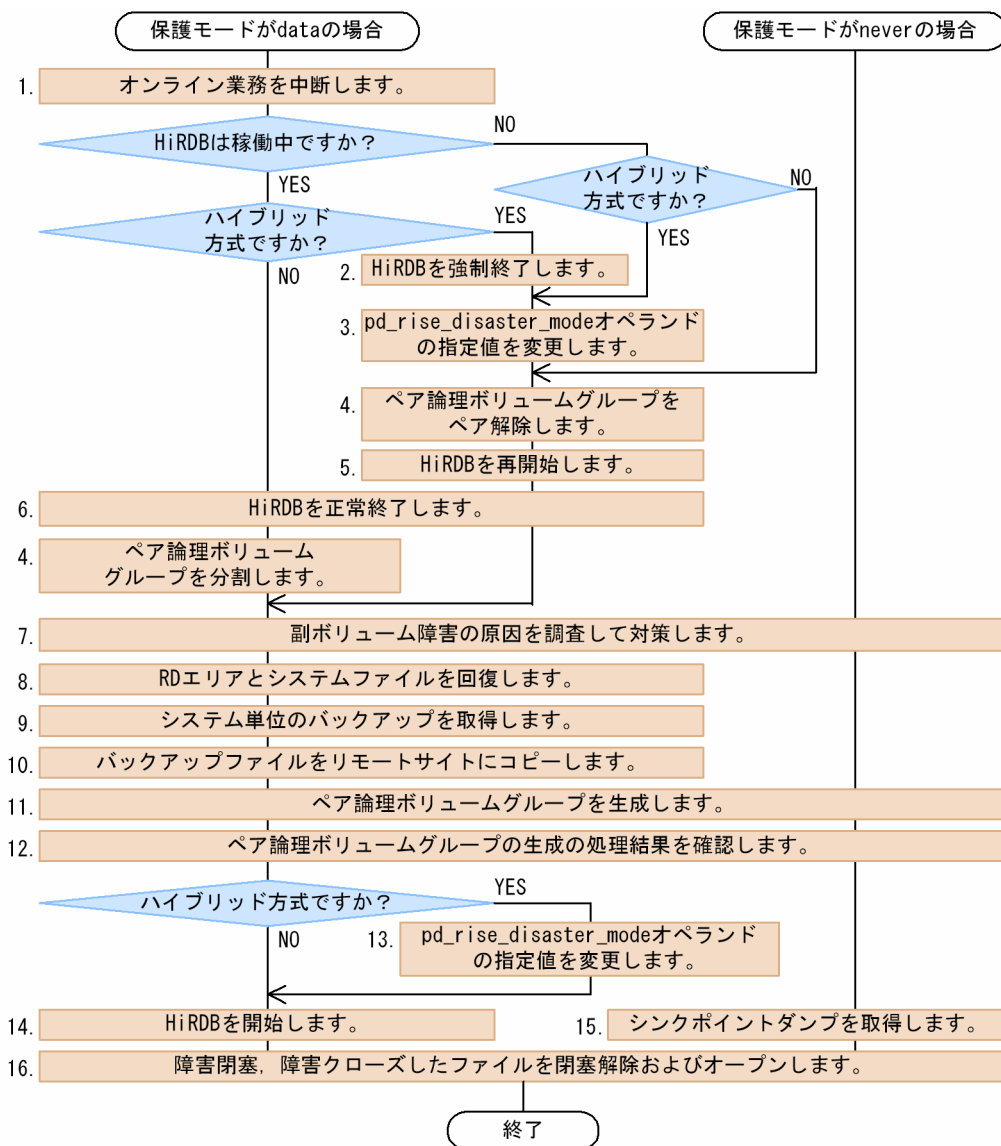 保護モードがdataの場合
保護モードがneverの場合
1. オンライン業務を中断します。
HiRDBは稼働中ですか？
NO
YES
ハイブリッド
方式ですか？
NO
YES
ハイブリッド
方式ですか？
YES
NO
2. HiRDBを強制終了します。
3. pd_rise_disaster_modeオペランド
の指定値を変更します。
4. ペア論理ボリュームグループを
ペア解除します。
5. HiRDBを再開始します。
6. HiRDBを正常終了します。
4. ペア論理ボリューム
グループを分割します。
7. 副ボリューム障害の原因を調査して対策します。
8. RDエリアとシステムファイルを回復します。
9. システム単位のバックアップを取得します。
10. バックアップファイルをリモートサイトにコピーします。
11. ペア論理ボリュームグループを生成します。
12. ペア論理ボリュームグループの生成の処理結果を確認します。
ハイブリッド方式ですか？
YES
NO
13. pd_rise_disaster_modeオペランド
の指定値を変更します。
14. HiRDBを開始します。
15. シンクポイントダンプを取得します。
16. 障害閉塞，障害クローズしたファイルを閉塞解除およびオープンします。
終了